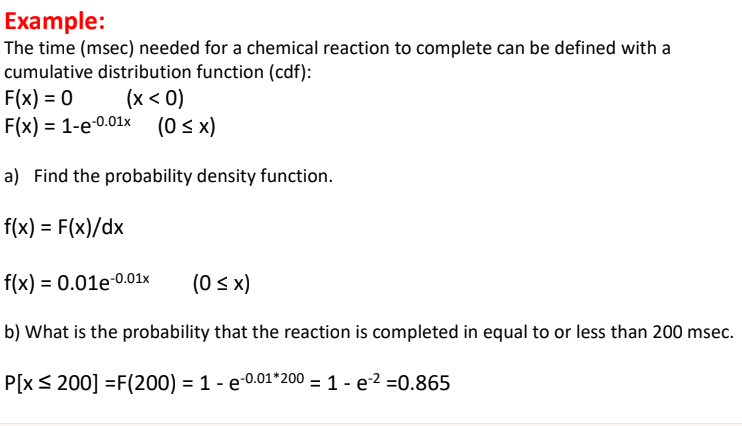 Example:
The time (msec) needed for a chemical reaction to complete can be defined with a
cumulative distribution function (cdf):
F(x) = 0 (x < 0)
F(x) = 1-e^-0.01x (0 ≤ x)
a) Find the probability density function.
f(x) = F(x)/dx
f(x) = 0.01e^-0.01x (0 ≤ x)
b) What is the probability that the reaction is completed in equal to or less than 200 msec.
P[x ≤ 200] =F(200) = 1 - e^-0.01*200 = 1 - e^-2 =0.865